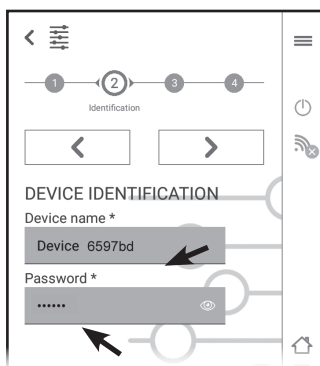 1 2 3 4
Identification
DEVICE IDENTIFICATION
Device name *
Device 6597bd
Password *
••••••